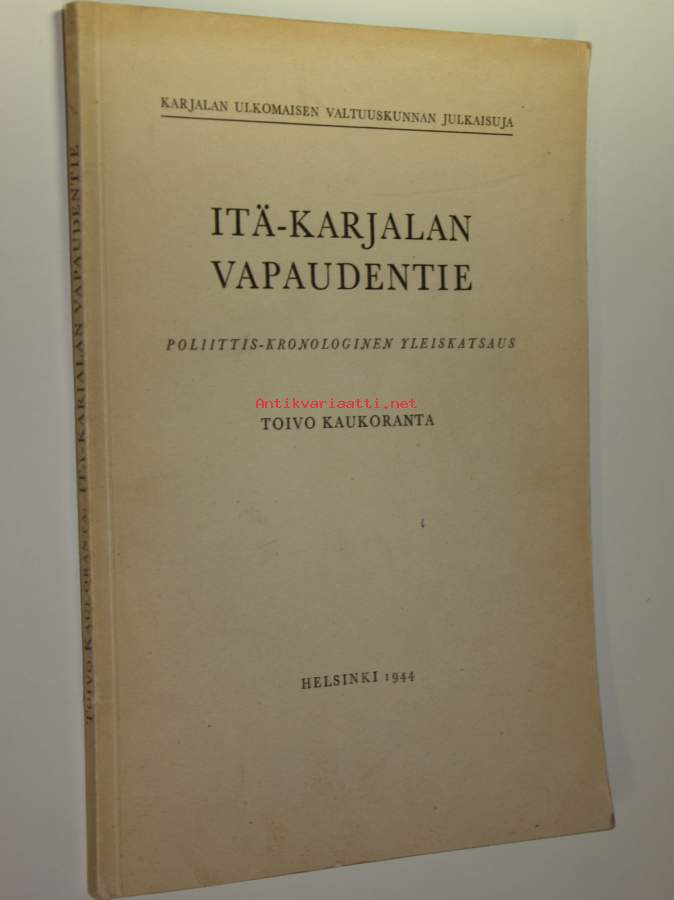 KARJALAN ULKOMAISEN VALTUUSKUNNAN JULKAISUJA
ITÄ-KARJALAN
VAPAUDENTIE
POLIITTIS-KRONOLOGINEN YLEISKATSAUS
Antikvariaatti.net
TOIVO KAUKORANTA
HELSINKI 1944
TOIVO KAUKORANTA: ITÄ-KARJALAN VAPAUDENTIE